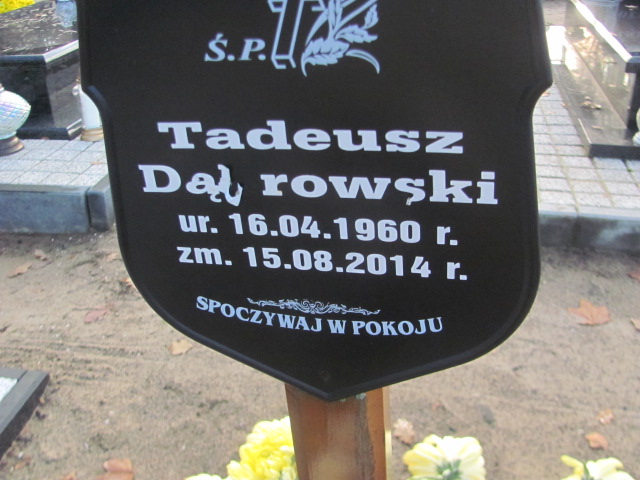 Ś.P.
Tadeusz
Dąbrowski
ur. 16.04.1960 r.
zm. 15.08.2014 r.
SPOCZYWAJ W POKOJU